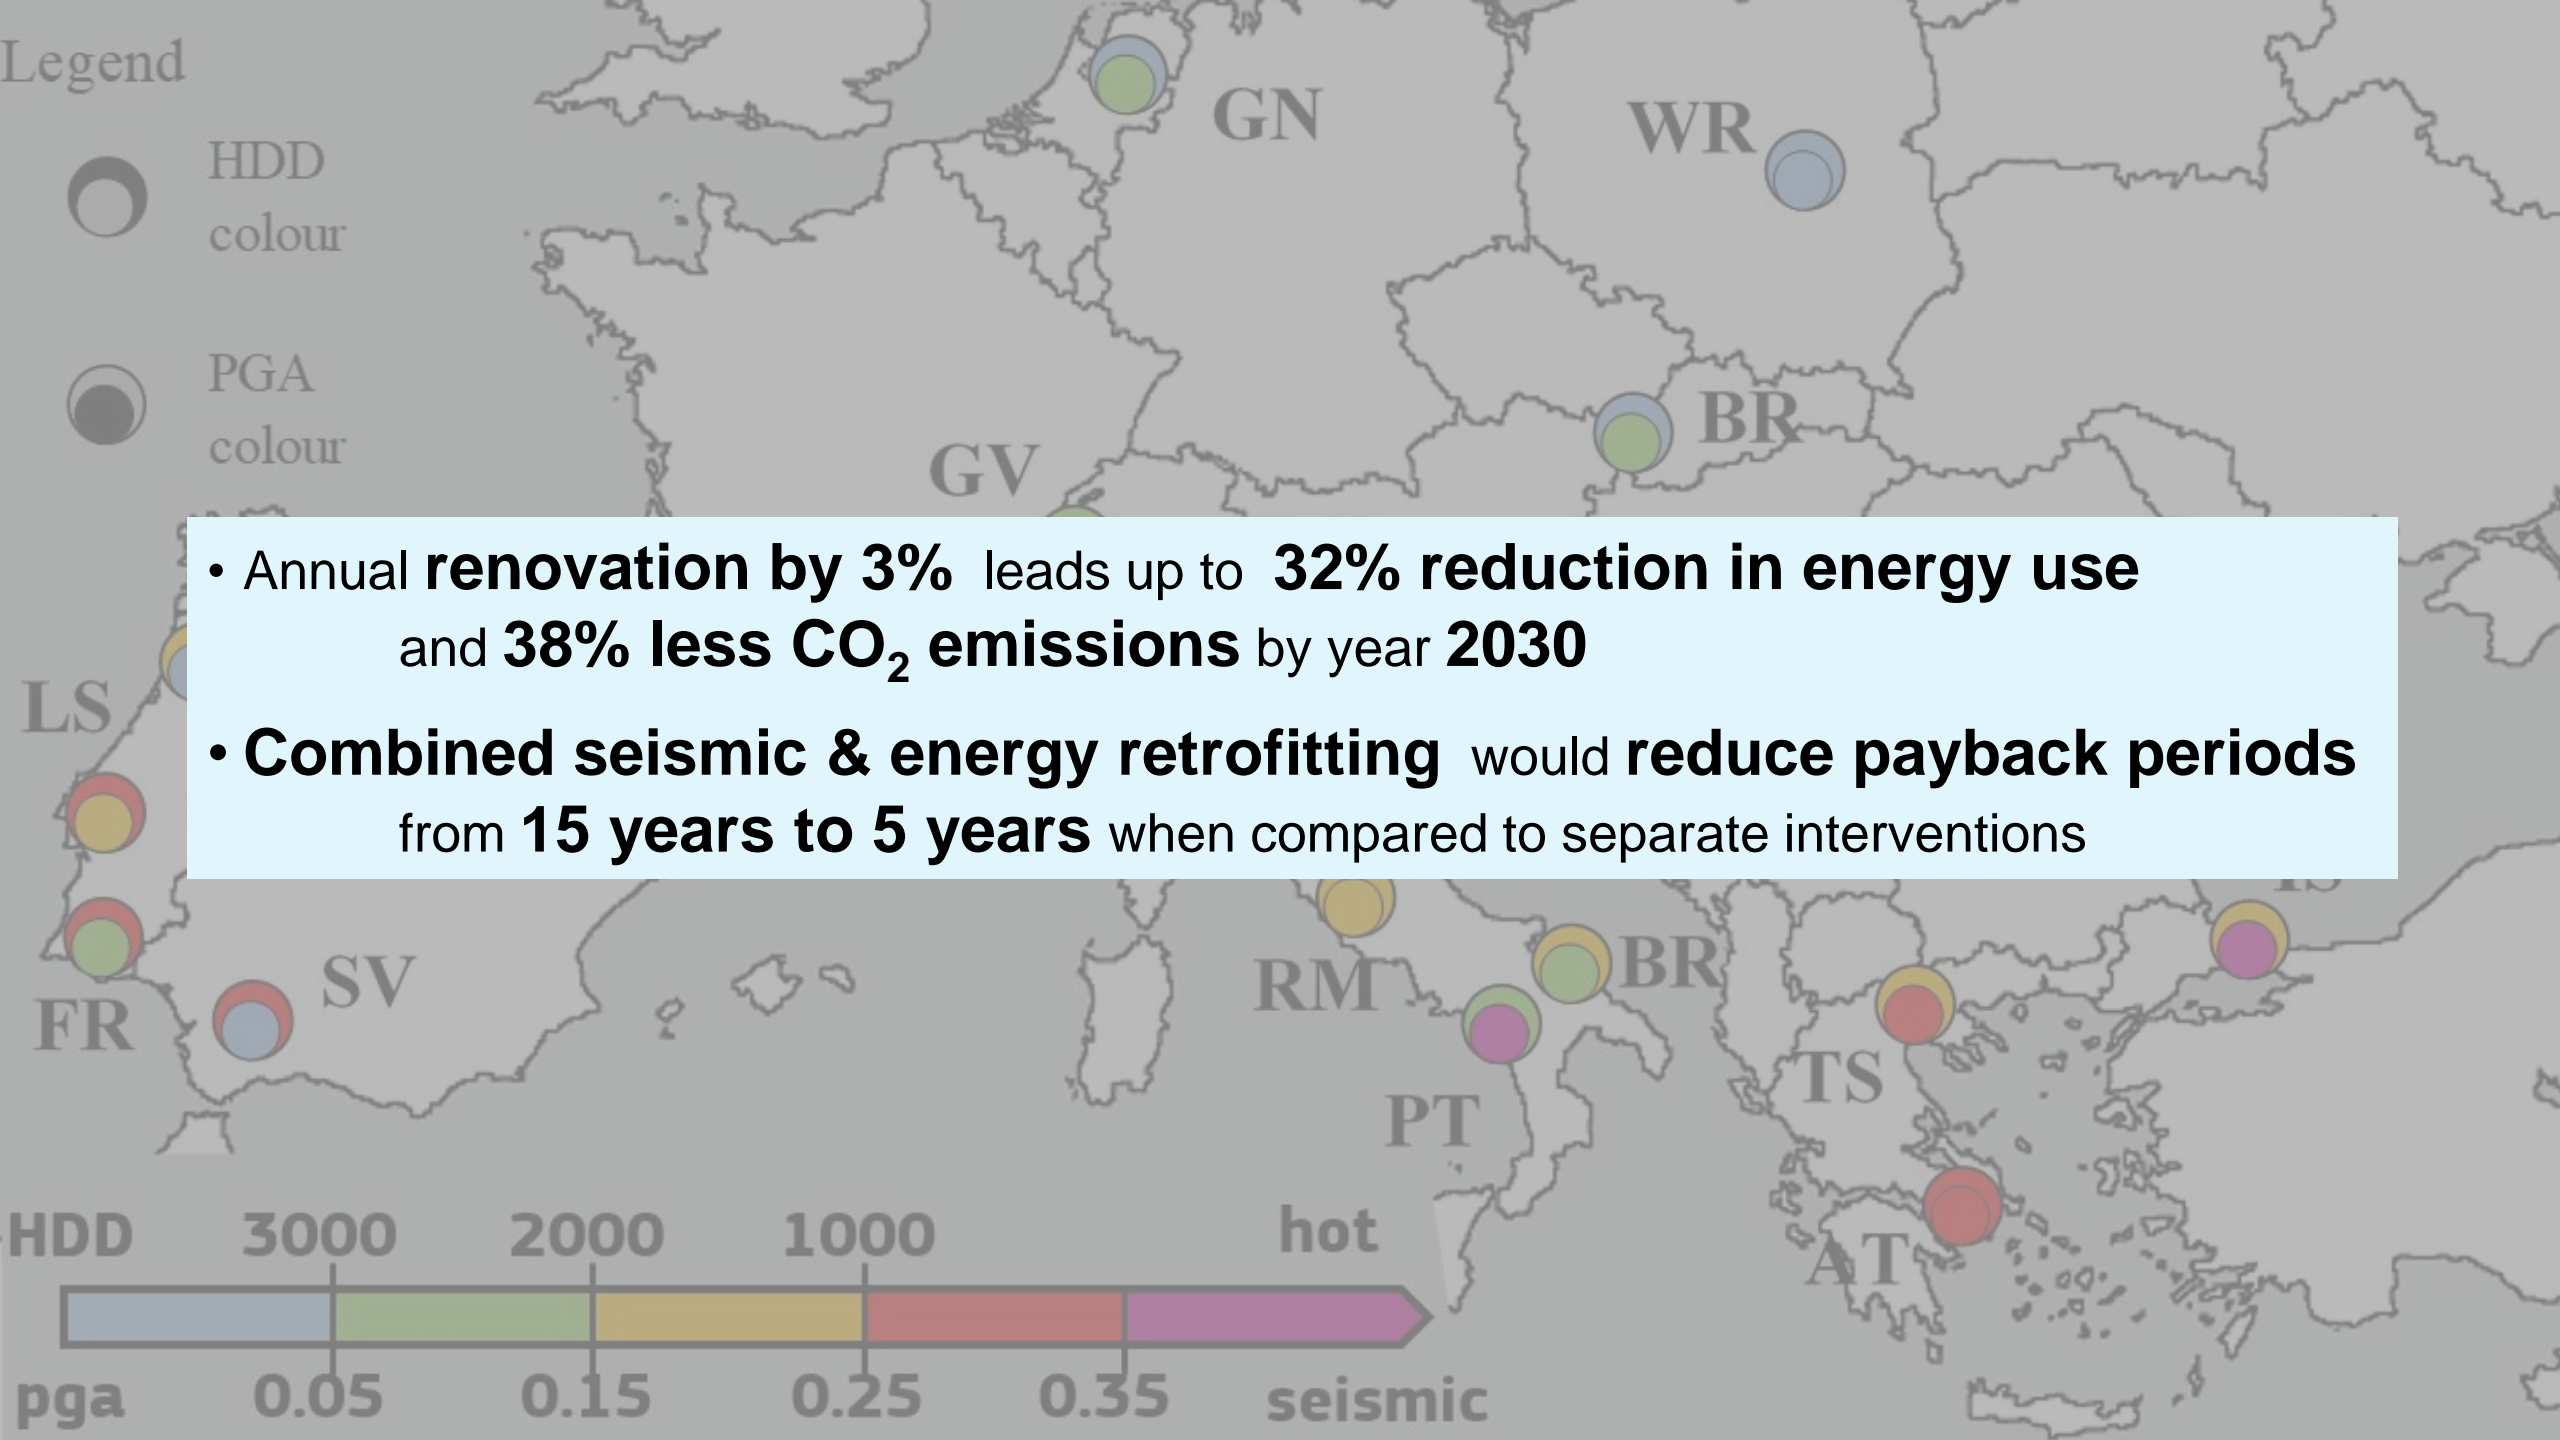 Legend
HDD
colour
PGA
colour
GN
WR
BR
GV
• Annual renovation by 3% leads up to 32% reduction in energy use
and 38% less CO₂ emissions by year 2030
• Combined seismic & energy retrofitting would reduce payback periods
from 15 years to 5 years when compared to separate interventions
LS
FR
SV
RM
BR
PT
TS
AT
HDD 3000 2000 1000 hot
pga 0.05 0.15 0.25 0.35 seismic